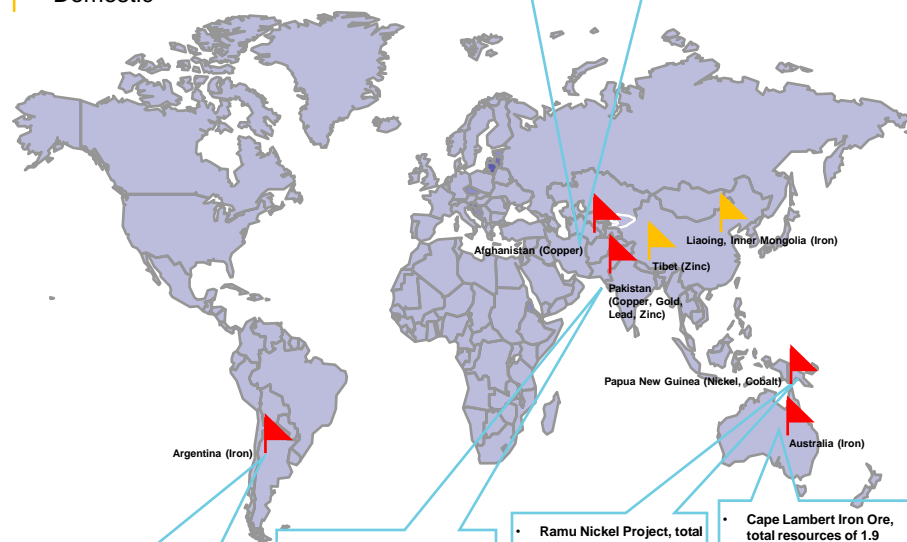 Domestic
Afghanistan (Copper)
Liaoing, Inner Mongolia (Iron)
Tibet (Zinc)
Pakistan
(Copper, Gold,
Lead, Zinc)
Papua New Guinea (Nickel, Cobalt)
Argentina (Iron)
Australia (Iron)
• Ramu Nickel Project, total
• Cape Lambert Iron Ore,
total resources of 1.9